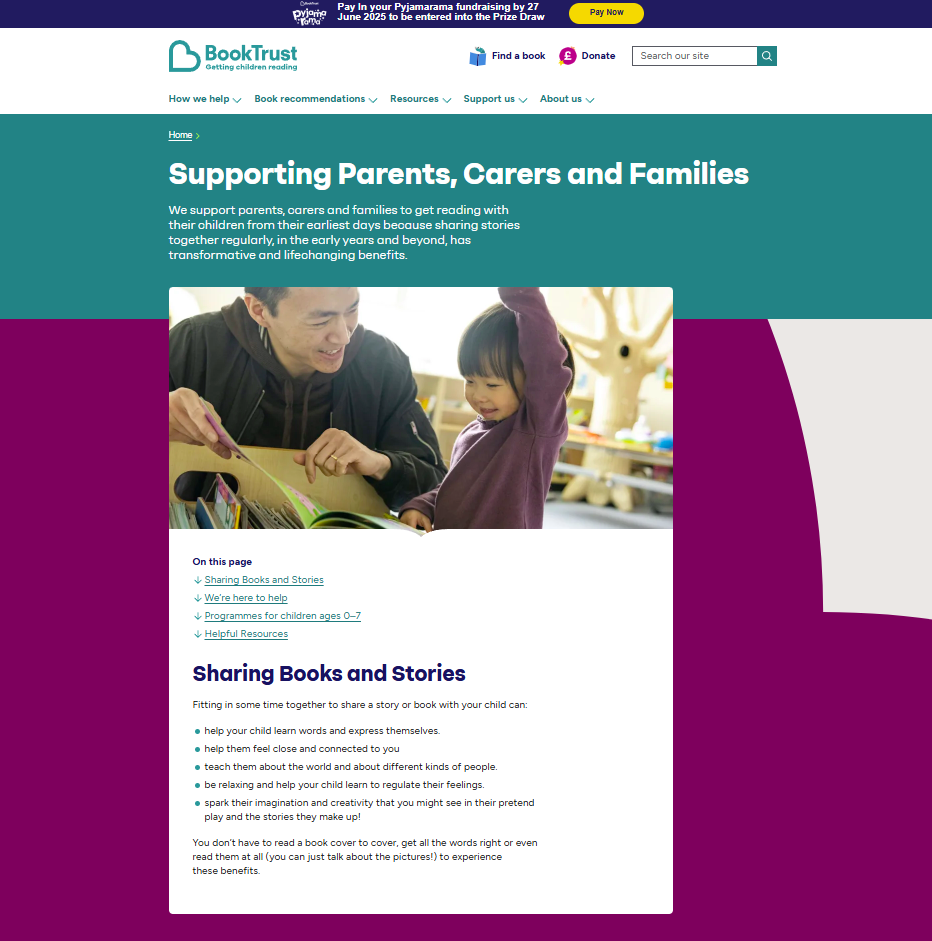 BookTrust
pyjama
rama
Pay In your Pyjamarama fundraising by 27
June 2025 to be entered into the Prize Draw
Pay Now
BookTrust
Getting children reading
Find a book
£ Donate
Search our site
How we help
Book recommendations
Resources
Support us
About us
Home
Supporting Parents, Carers and Families
We support parents, carers and families to get reading with
their children from their earliest days because sharing stories
together regularly, in the early years and beyond, has
transformative and lifechanging benefits.
On this page
Sharing Books and Stories
We're here to help
Programmes for children ages 0–7
Helpful Resources
Sharing Books and Stories
Fitting in some time together to share a story or book with your child can:
help your child learn words and express themselves.
help them feel close and connected to you
teach them about the world and about different kinds of people.
be relaxing and help your child learn to regulate their feelings.
spark their imagination and creativity that you might see in their pretend
play and the stories they make up!
You don't have to read a book cover to cover, get all the words right or even
read them at all (you can just talk about the pictures!) to experience
these benefits.